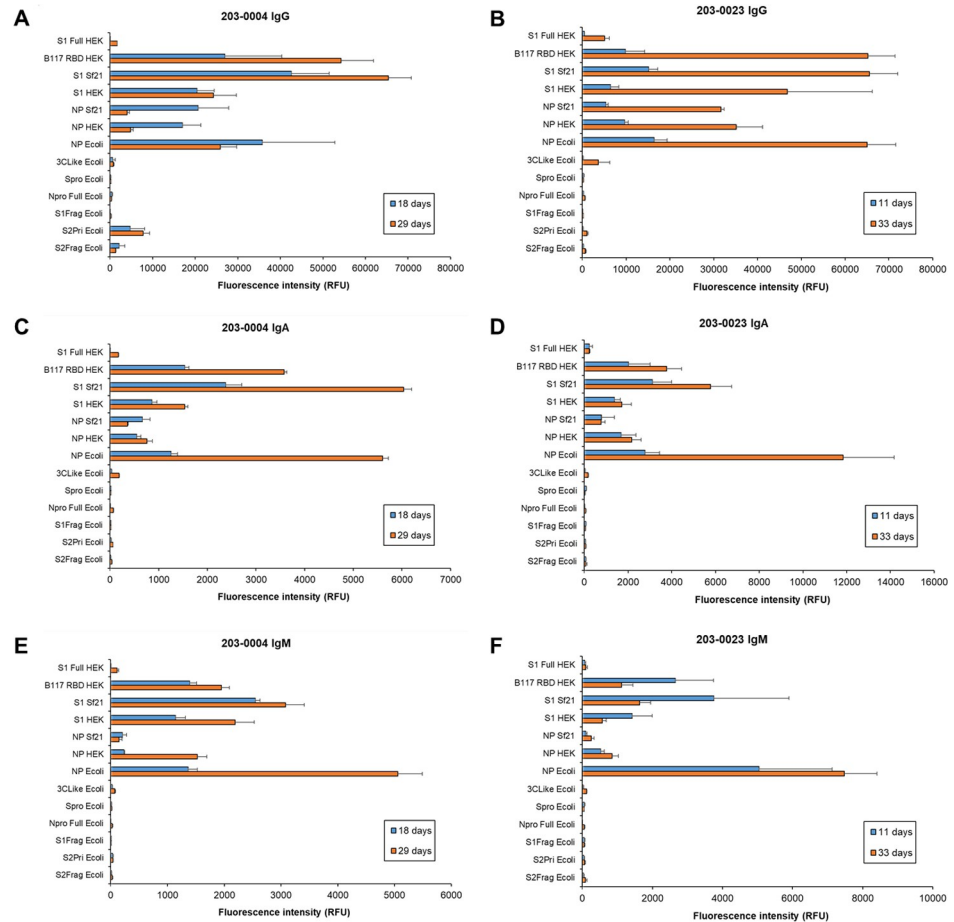 A
203-0004 IgG
S1 Full HEK
B117 RBD HEK
S1 Sf21
S1 HEK
NP Sf21
NP HEK
NP Ecoli
3CLike Ecoli
Spro Ecoli
Npro Full Ecoli
S1Frag Ecoli
S2Pri Ecoli
S2Frag Ecoli
18 days
29 days
0 10000 20000 30000 40000 50000 60000 70000 80000
Fluorescence intensity (RFU)
B
203-0023 IgG
S1 Full HEK
B117 RBD HEK
S1 Sf21
S1 HEK
NP Sf21
NP HEK
NP Ecoli
3CLike Ecoli
Spro Ecoli
Npro Full Ecoli
S1Frag Ecoli
S2Pri Ecoli
S2Frag Ecoli
11 days
33 days
0 10000 20000 30000 40000 50000 60000 70000 80000
Fluorescence intensity (RFU)
C
203-0004 IgA
S1 Full HEK
B117 RBD HEK
S1 Sf21
S1 HEK
NP Sf21
NP HEK
NP Ecoli
3CLike Ecoli
Spro Ecoli
Npro Full Ecoli
S1Frag Ecoli
S2Pri Ecoli
S2Frag Ecoli
18 days
29 days
0 1000 2000 3000 4000 5000 6000 7000
Fluorescence intensity (RFU)
D
203-0023 IgA
S1 Full HEK
B117 RBD HEK
S1 Sf21
S1 HEK
NP Sf21
NP HEK
NP Ecoli
3CLike Ecoli
Spro Ecoli
Npro Full Ecoli
S1Frag Ecoli
S2Pri Ecoli
S2Frag Ecoli
11 days
33 days
0 2000 4000 6000 8000 10000 12000 14000 16000
Fluorescence intensity (RFU)
E
203-0004 IgM
S1 Full HEK
B117 RBD HEK
S1 Sf21
S1 HEK
NP Sf21
NP HEK
NP Ecoli
3CLike Ecoli
Spro Ecoli
Npro Full Ecoli
S1Frag Ecoli
S2Pri Ecoli
S2Frag Ecoli
18 days
29 days
0 1000 2000 3000 4000 5000 6000
Fluorescence intensity (RFU)
F
203-0023 IgM
S1 Full HEK
B117 RBD HEK
S1 Sf21
S1 HEK
NP Sf21
NP HEK
NP Ecoli
3CLike Ecoli
Spro Ecoli
Npro Full Ecoli
S1Frag Ecoli
S2Pri Ecoli
S2Frag Ecoli
11 days
33 days
0 2000 4000 6000 8000 10000
Fluorescence intensity (RFU)